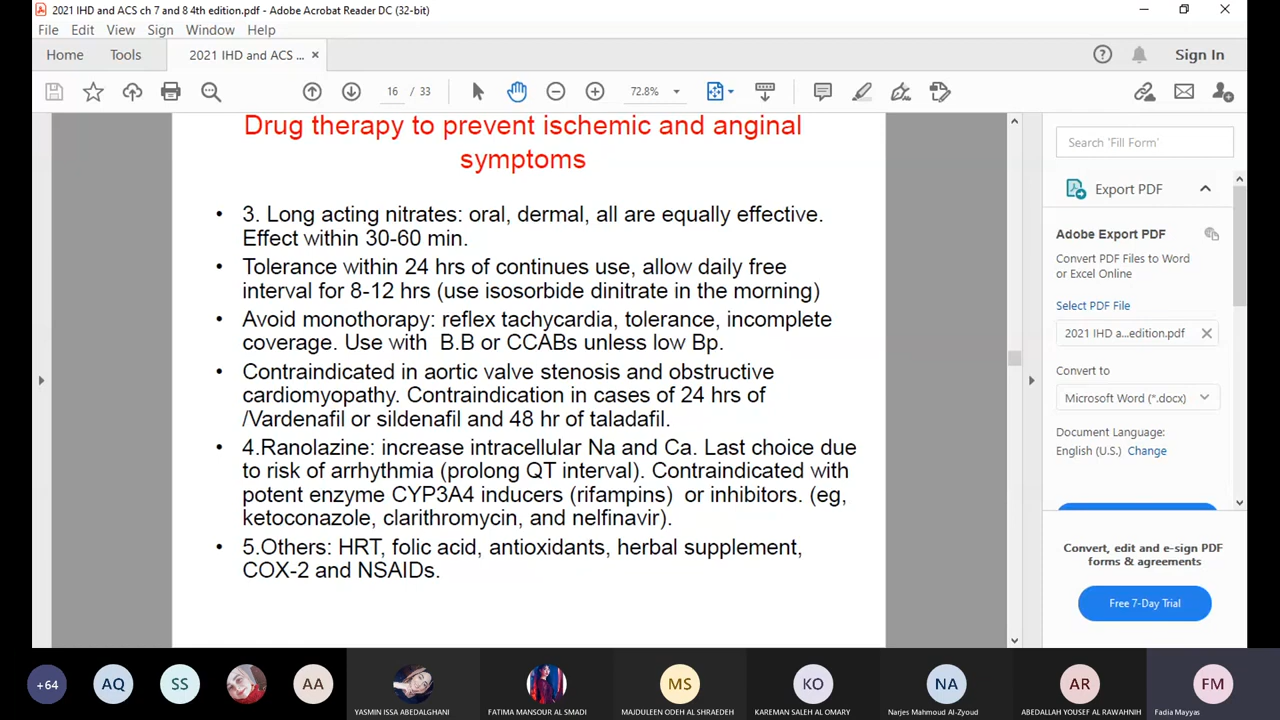 2021 IHD and ACS ch 7 and 8 4th edition.pdf - Adobe Acrobat Reader DC (32-bit)
File Edit View Sign Window Help
Home Tools 2021 IHD and ACS ... × Sign In
16 / 33 72.8%
Drug therapy to prevent ischemic and anginal
symptoms
• 3. Long acting nitrates: oral, dermal, all are equally effective.
Effect within 30-60 min.
• Tolerance within 24 hrs of continues use, allow daily free
interval for 8-12 hrs (use isosorbide dinitrate in the morning)
• Avoid monothorapy: reflex tachycardia, tolerance, incomplete
coverage. Use with B.B or CCABs unless low Bp.
• Contraindicated in aortic valve stenosis and obstructive
cardiomyopathy. Contraindication in cases of 24 hrs of
/Vardenafil or sildenafil and 48 hr of taladafil.
• 4.Ranolazine: increase intracellular Na and Ca. Last choice due
to risk of arrhythmia (prolong QT interval). Contraindicated with
potent enzyme CYP3A4 inducers (rifampins) or inhibitors. (eg,
ketoconazole, clarithromycin, and nelfinavir).
• 5.Others: HRT, folic acid, antioxidants, herbal supplement,
COX-2 and NSAIDs.
Search 'Fill Form'
Export PDF
Adobe Export PDF
Convert PDF Files to Word
or Excel Online
Select PDF File
2021 IHD a...edition.pdf
Convert to
Microsoft Word (*.docx)
Document Language:
English (U.S.) Change
Convert, edit and e-sign PDF
forms & agreements
Free 7-Day Trial
+64 AQ SS AA MS KO NA AR FM
YASMIN ISSA ABEDALGHANI FATIMA MANSOUR AL SMADI MAJDULEEN ODEH AL SHRAEDEH KAREMAN SALEH AL OMARY Narjes Mahmoud Al-Zyoud ABEDALLAH YOUSEF AL RAWAHNIH Fadia Mayyas